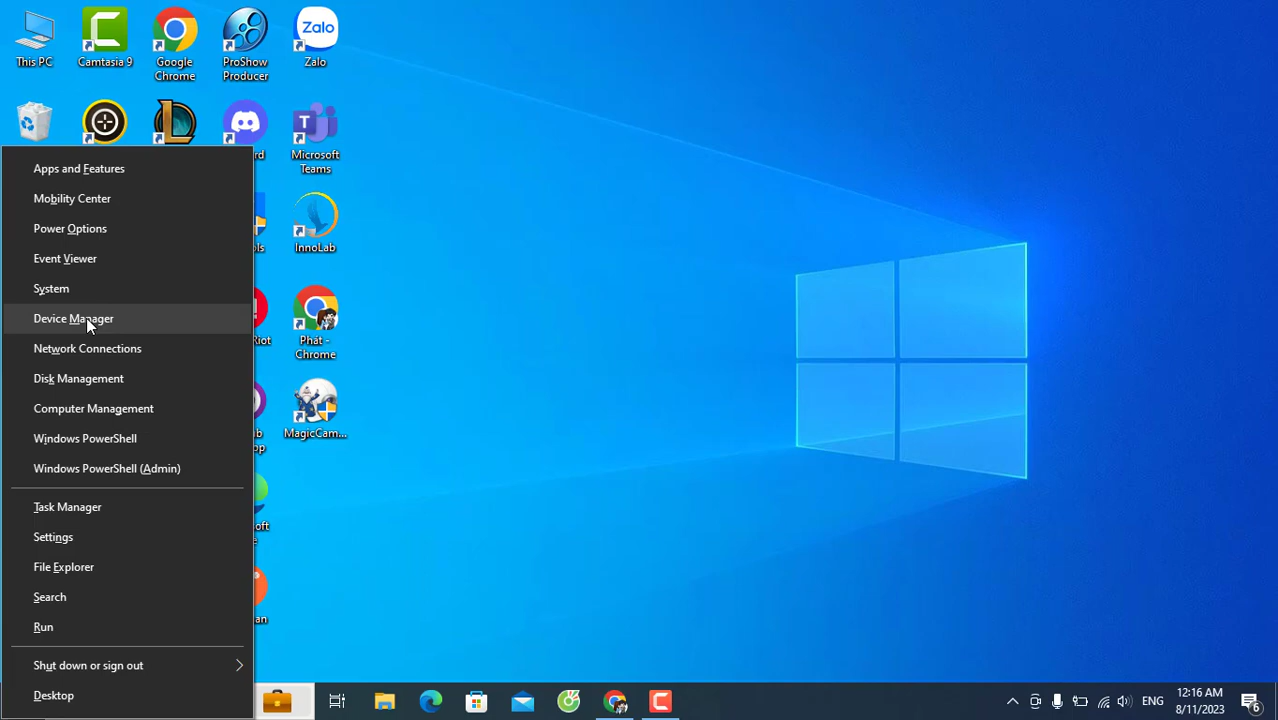 This PC
Camtasia 9
Google
Chrome
ProShow
Producer
Zalo
Zalo
Microsoft
Teams
InnoLab
Riot
Phat -
Chrome
MagicCam...
Apps and Features
Mobility Center
Power Options
Event Viewer
System
Device Manager
Network Connections
Disk Management
Computer Management
Windows PowerShell
Windows PowerShell (Admin)
Task Manager
Settings
File Explorer
Search
Run
Shut down or sign out
Desktop
ENG
12:16 AM
8/11/2023
6